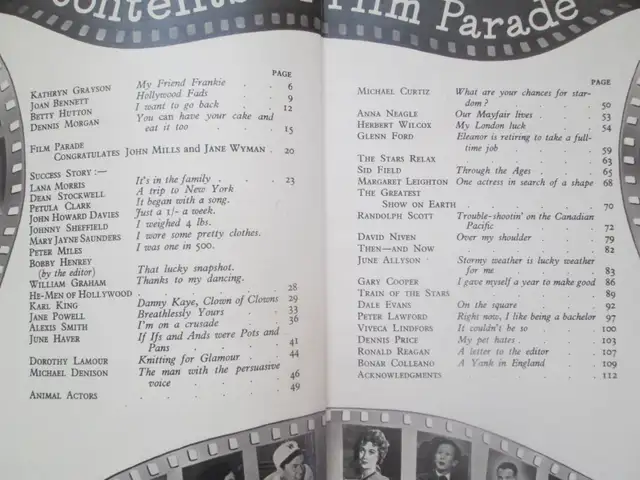 Contents Film Parade
PAGE
KATHRYN GRAYSON My Friend Frankie . . 6
JOAN BENNETT Hollywood Fads . . 9
BETTY HUTTON I want to go back . . 12
DENNIS MORGAN You can have your cake and
eat it too . . . 15
FILM PARADE
CONGRATULATES JOHN MILLS and JANE WYMAN . 20
SUCCESS STORY :—
LANA MORRIS It's in the family . . 23
DEAN STOCKWELL A trip to New York
PETULA CLARK It began with a song.
JOHN HOWARD DAVIES Just a 1/- a week.
JOHNNY SHEFFIELD I weighed 4 lbs.
MARY JAYNE SAUNDERS I wore some pretty clothes.
PETER MILES I was one in 500.
BOBBY HENREY
(by the editor) That lucky snapshot.
WILLIAM GRAHAM Thanks to my dancing.
HE-MEN OF HOLLYWOOD . . . . 28
KARL KING Danny Kaye, Clown of Clowns 29
JANE POWELL Breathlessly Yours . . 33
ALEXIS SMITH I'm on a crusade . . 36
JUNE HAVER If Ifs and Ands were Pots and
Pans . . . . 41
DOROTHY LAMOUR Knitting for Glamour . . 44
MICHAEL DENISON The man with the persuasive
voice . . . 46
ANIMAL ACTORS . . . . . 49
PAGE
MICHAEL CURTIZ What are your chances for star-
dom ? . . . 50
ANNA NEAGLE Our Mayfair lives . . 53
HERBERT WILCOX My London luck . . 54
GLENN FORD Eleanor is retiring to take a full-
time job . . . 59
THE STARS RELAX . . . . 63
SID FIELD Through the Ages . . 65
MARGARET LEIGHTON One actress in search of a shape 68
THE GREATEST
SHOW ON EARTH . . . . 70
RANDOLPH SCOTT Trouble-shootin' on the Canadian
Pacific . . . 72
DAVID NIVEN Over my shoulder . . 79
THEN—AND NOW . . . . 82
JUNE ALLYSON Stormy weather is lucky weather
for me . . . 83
GARY COOPER I gave myself a year to make good 86
TRAIN OF THE STARS . . . . 89
DALE EVANS On the square . . 92
PETER LAWFORD Right now, I like being a bachelor 97
VIVECA LINDFORS It couldn't be so . . 100
DENNIS PRICE My pet hates . . . 103
RONALD REAGAN A letter to the editor . 107
BONAR COLLEANO A Yank in England . . 109
ACKNOWLEDGMENTS . . . . 112